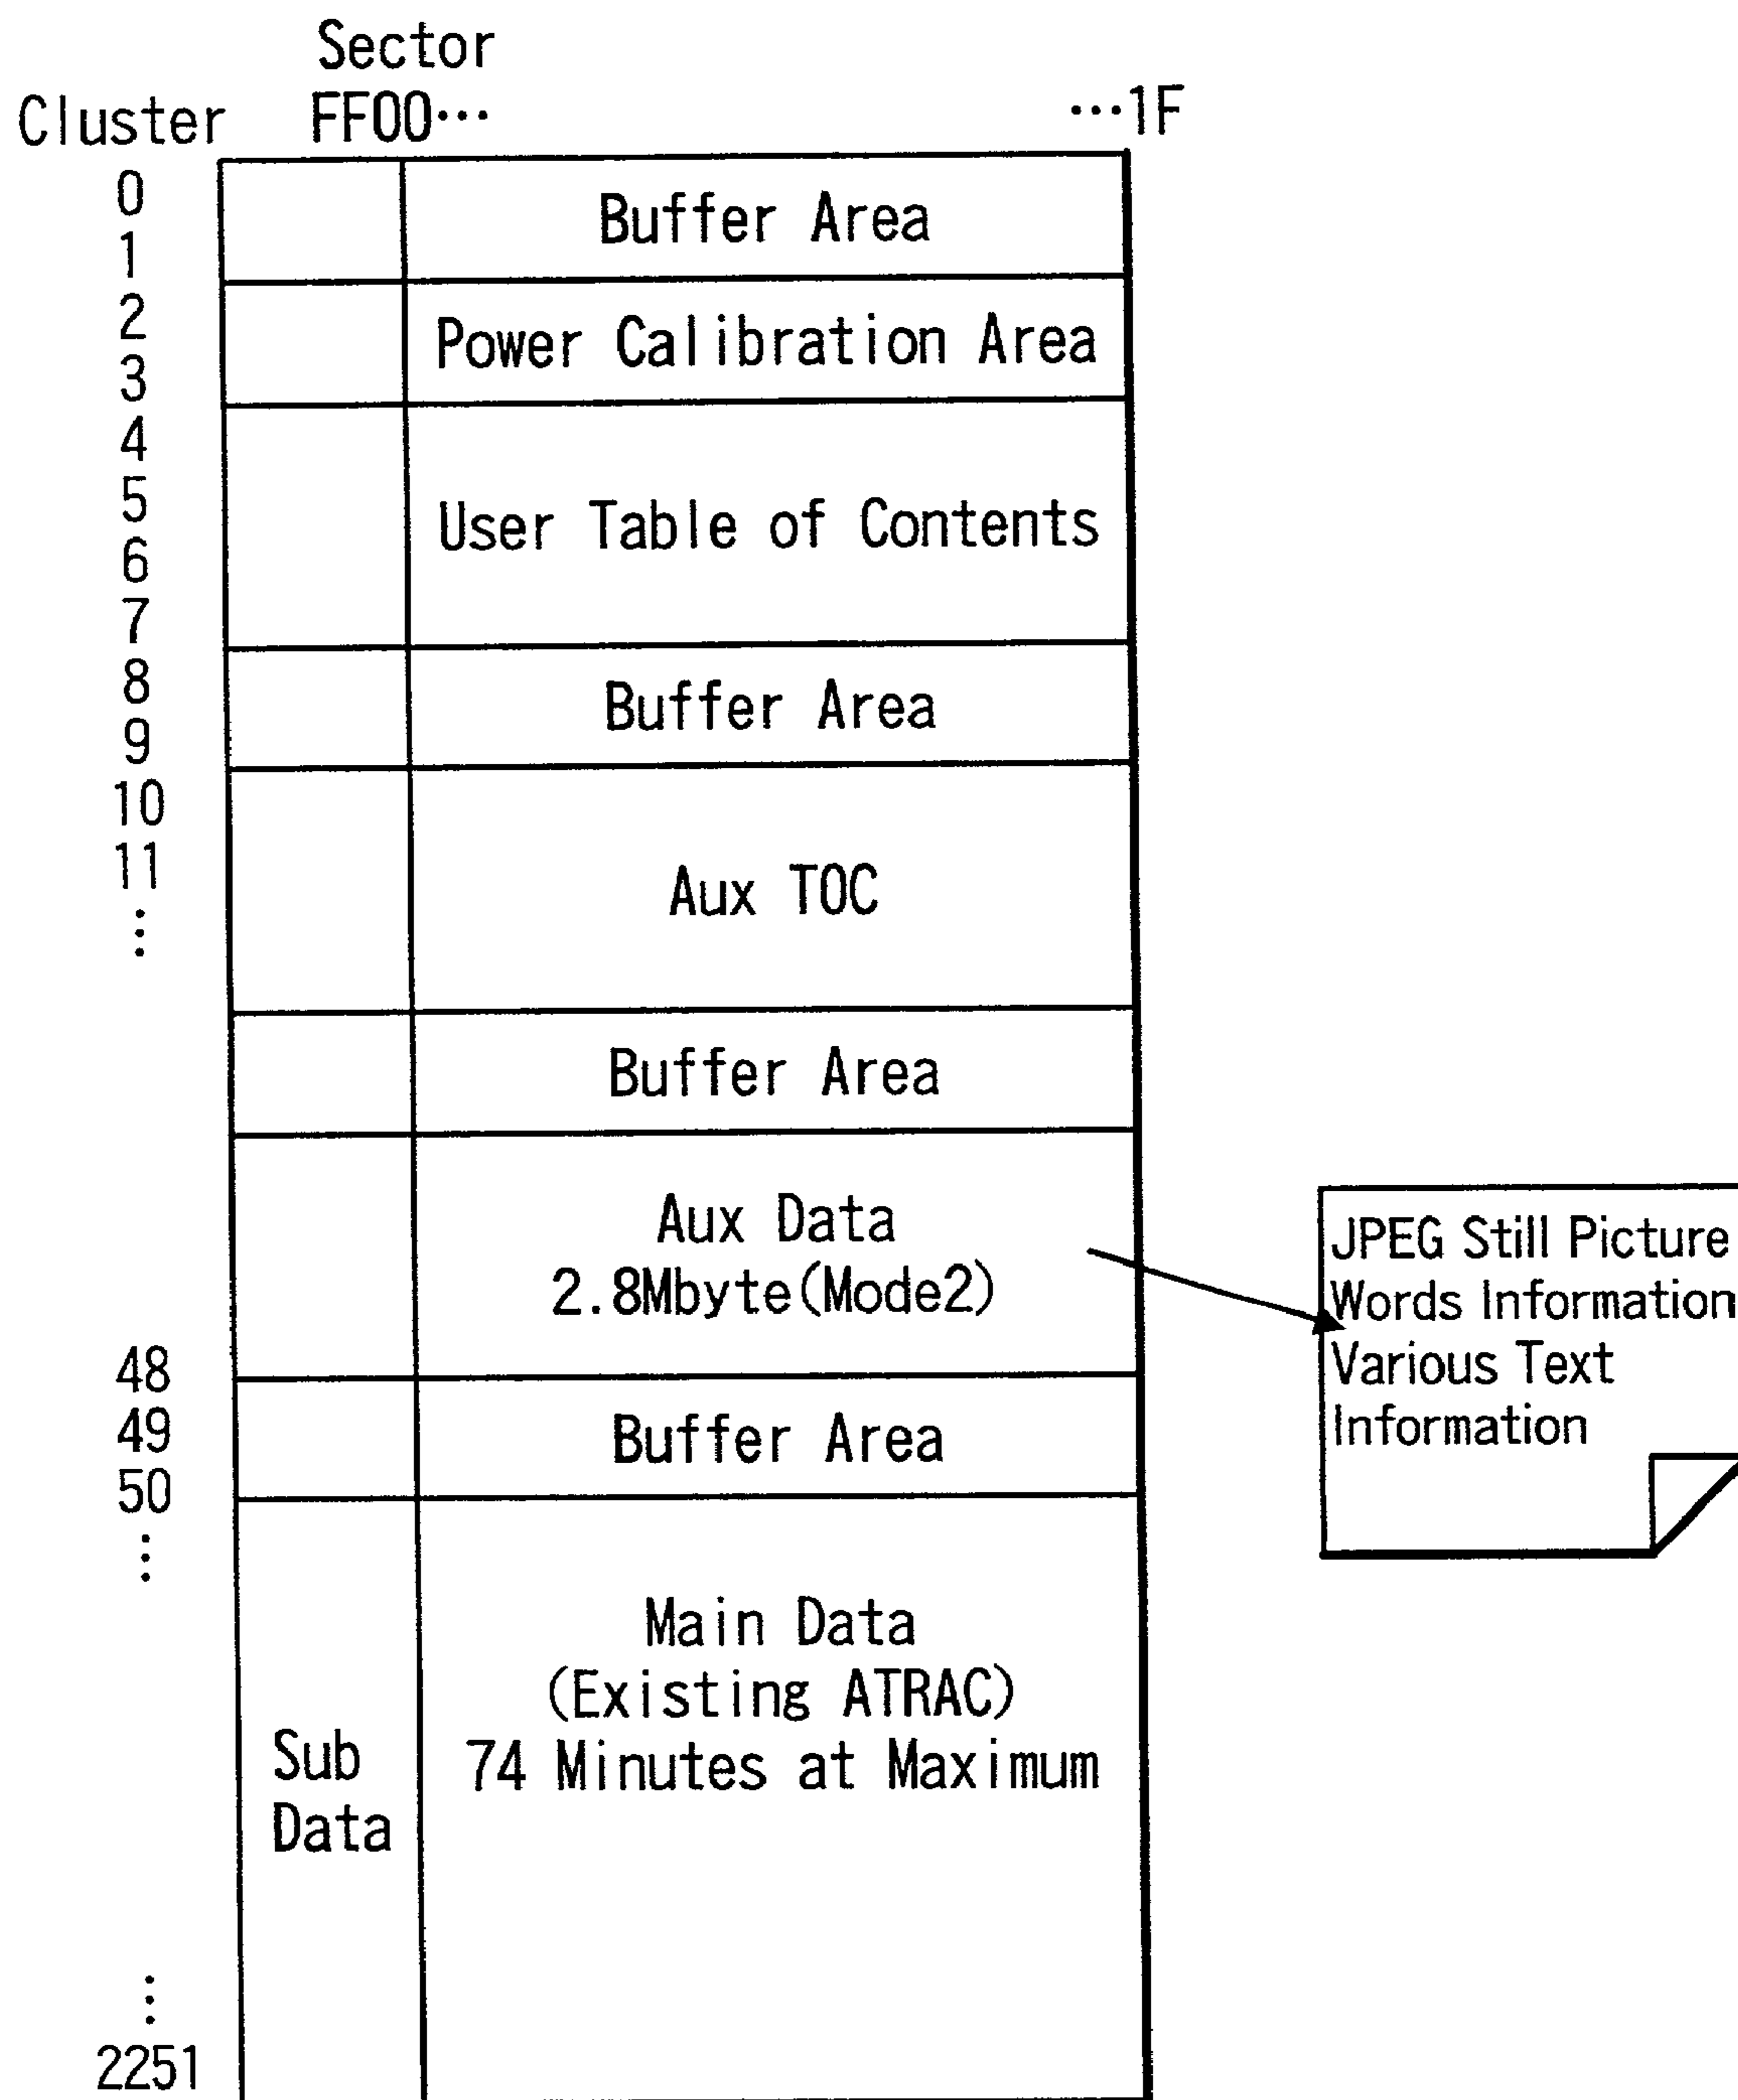 Sector
Cluster FF00··· ···1F
0
Buffer Area
1
2
Power Calibration Area
3
4
5
User Table of Contents
6
7
8
Buffer Area
9
10
11
Aux TOC
⋮
Buffer Area
Aux Data
2.8Mbyte(Mode2)
JPEG Still Picture
Words Information
Various Text
Information
48
49
Buffer Area
50
⋮
Main Data
(Existing ATRAC)
74 Minutes at Maximum
Sub
Data
⋮
2251